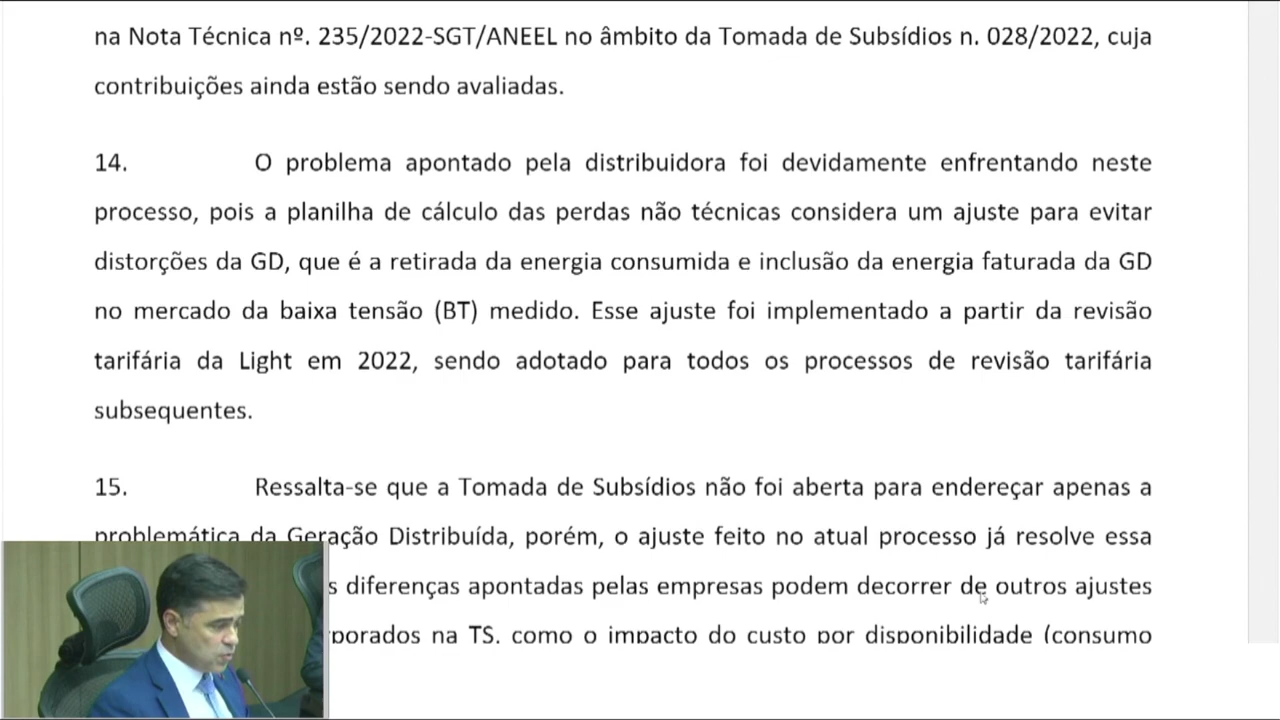 na Nota Técnica nº. 235/2022-SGT/ANEEL no âmbito da Tomada de Subsídios n. 028/2022, cuja
contribuições ainda estão sendo avaliadas.
14. O problema apontado pela distribuidora foi devidamente enfrentando neste
processo, pois a planilha de cálculo das perdas não técnicas considera um ajuste para evitar
distorções da GD, que é a retirada da energia consumida e inclusão da energia faturada da GD
no mercado da baixa tensão (BT) medido. Esse ajuste foi implementado a partir da revisão
tarifária da Light em 2022, sendo adotado para todos os processos de revisão tarifária
subsequentes.
15. Ressalta-se que a Tomada de Subsídios não foi aberta para endereçar apenas a
problemática da Geração Distribuída, porém, o ajuste feito no atual processo já resolve essa
diferenças apontadas pelas empresas podem decorrer de outros ajustes
na TS, como o impacto do custo por disponibilidade (consumo